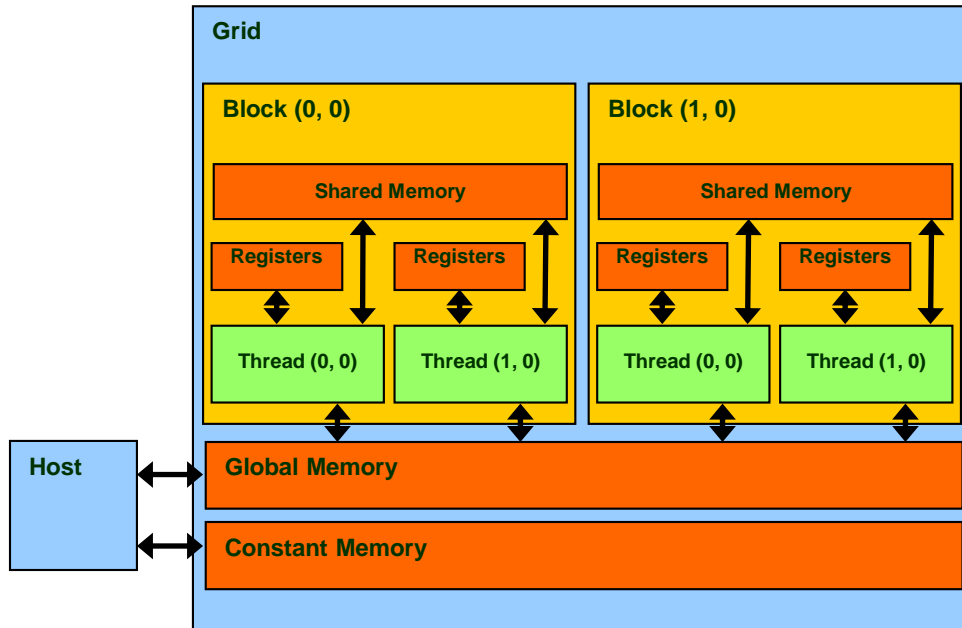 Grid
Block (0, 0)
Block (1, 0)
Shared Memory
Shared Memory
Registers
Registers
Registers
Registers
Thread (0, 0)
Thread (1, 0)
Thread (0, 0)
Thread (1, 0)
Host
Global Memory
Constant Memory